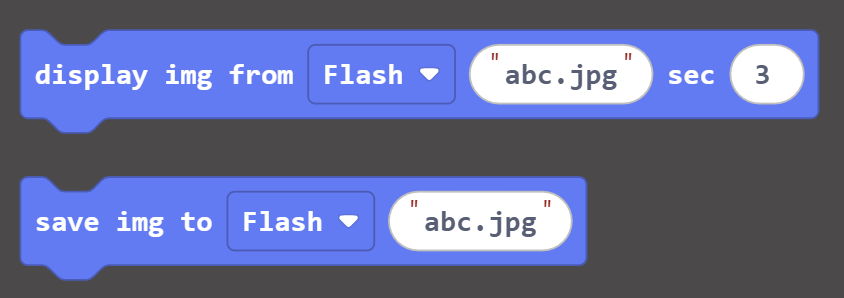 display img from Flash "abc.jpg" sec 3
save img to Flash "abc.jpg"